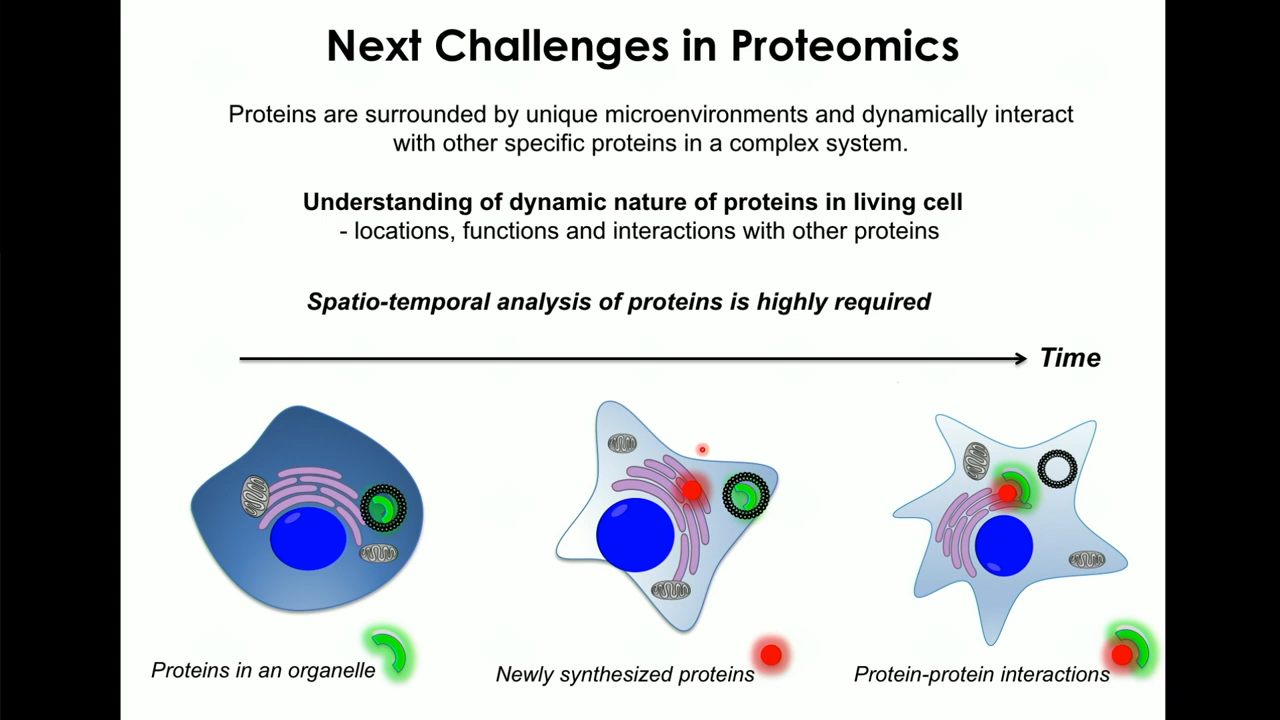 Next Challenges in Proteomics
Proteins are surrounded by unique microenvironments and dynamically interact
with other specific proteins in a complex system.
Understanding of dynamic nature of proteins in living cell
- locations, functions and interactions with other proteins
Spatio-temporal analysis of proteins is highly required
Time
Proteins in an organelle
Newly synthesized proteins
Protein-protein interactions